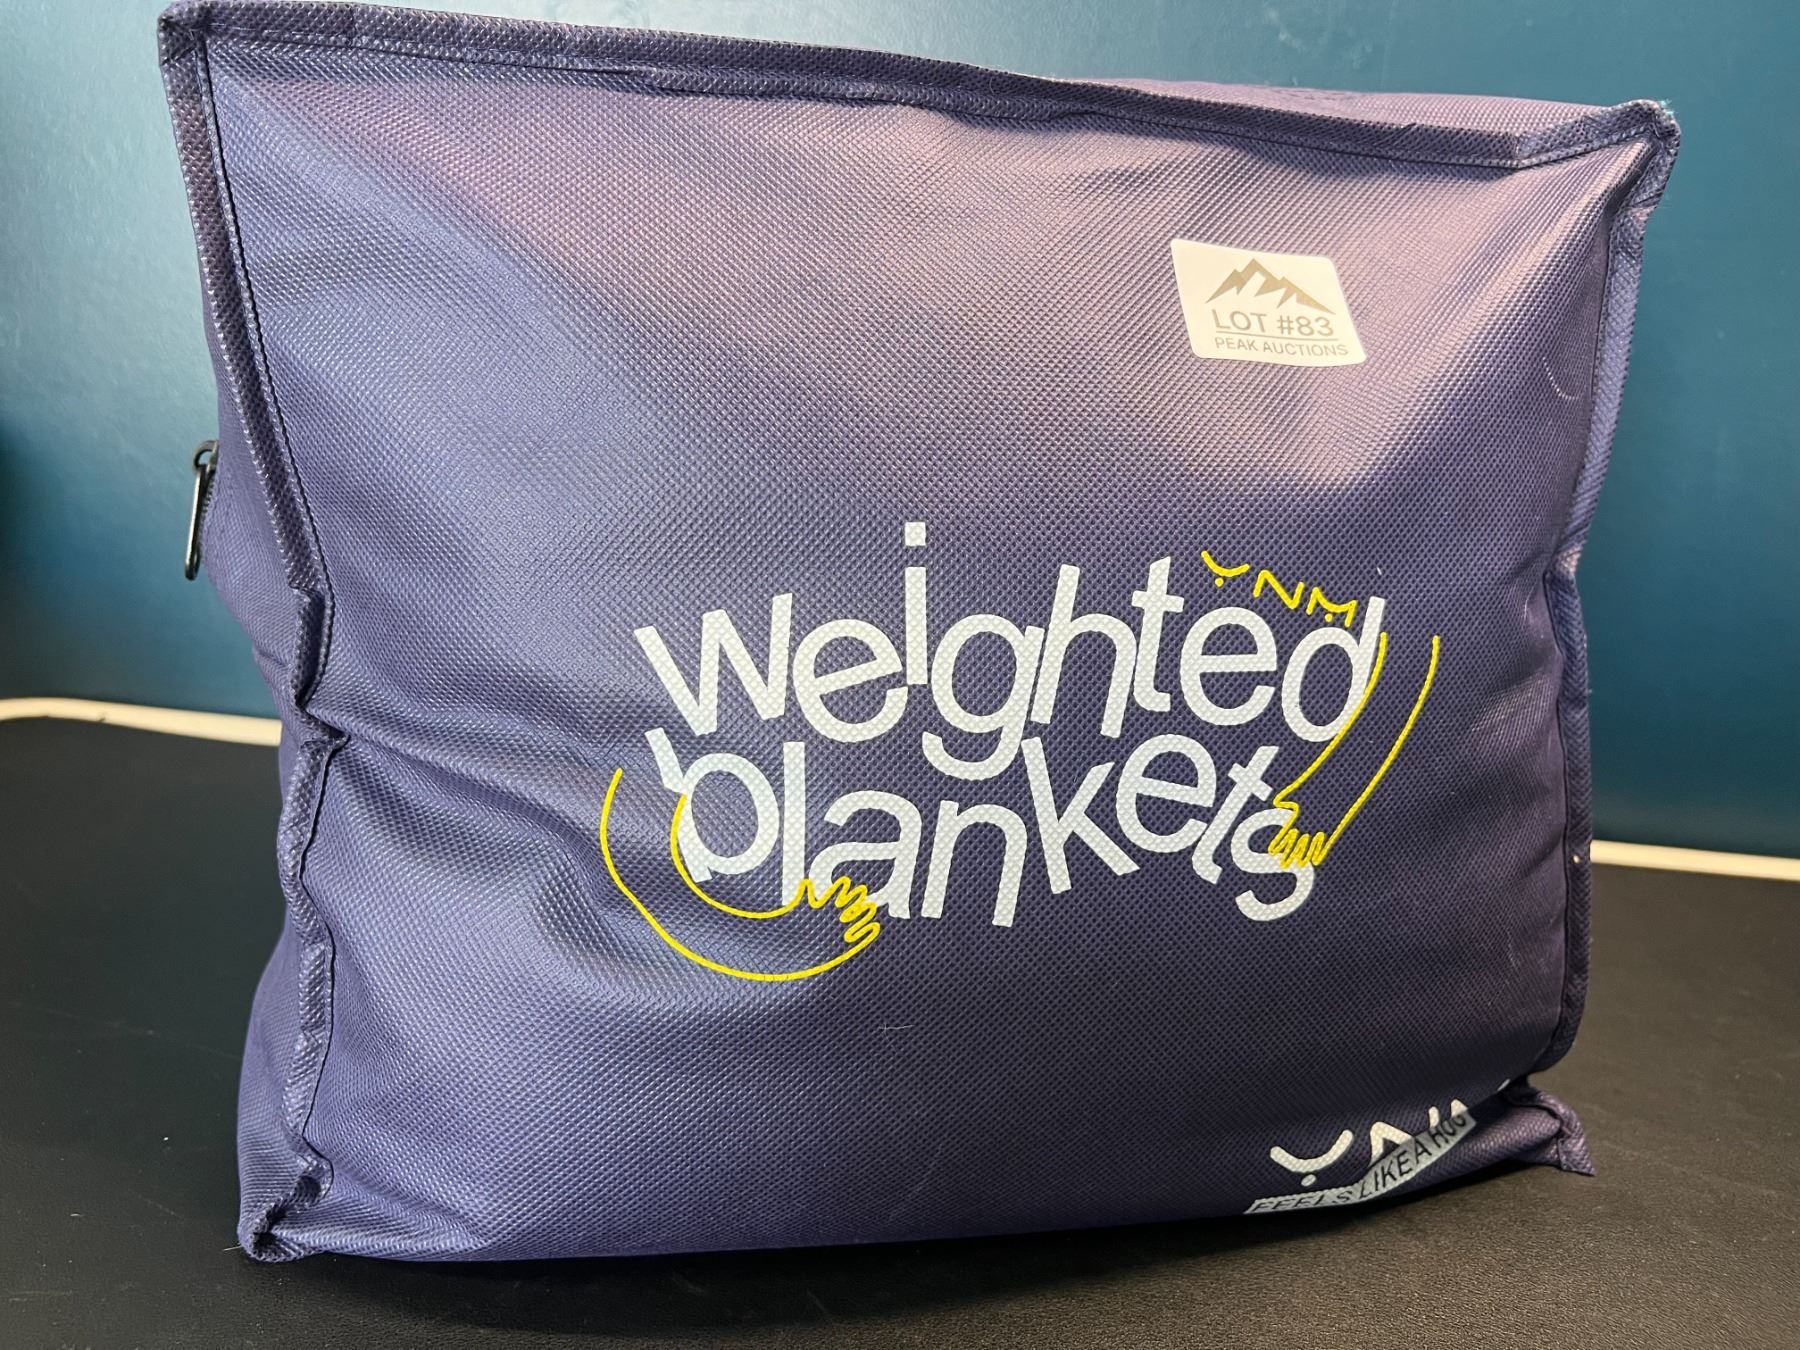 LOT #83
PEAK AUCTIONS
YNM
weighted
blankets
YNM
FEELS LIKE A HUG